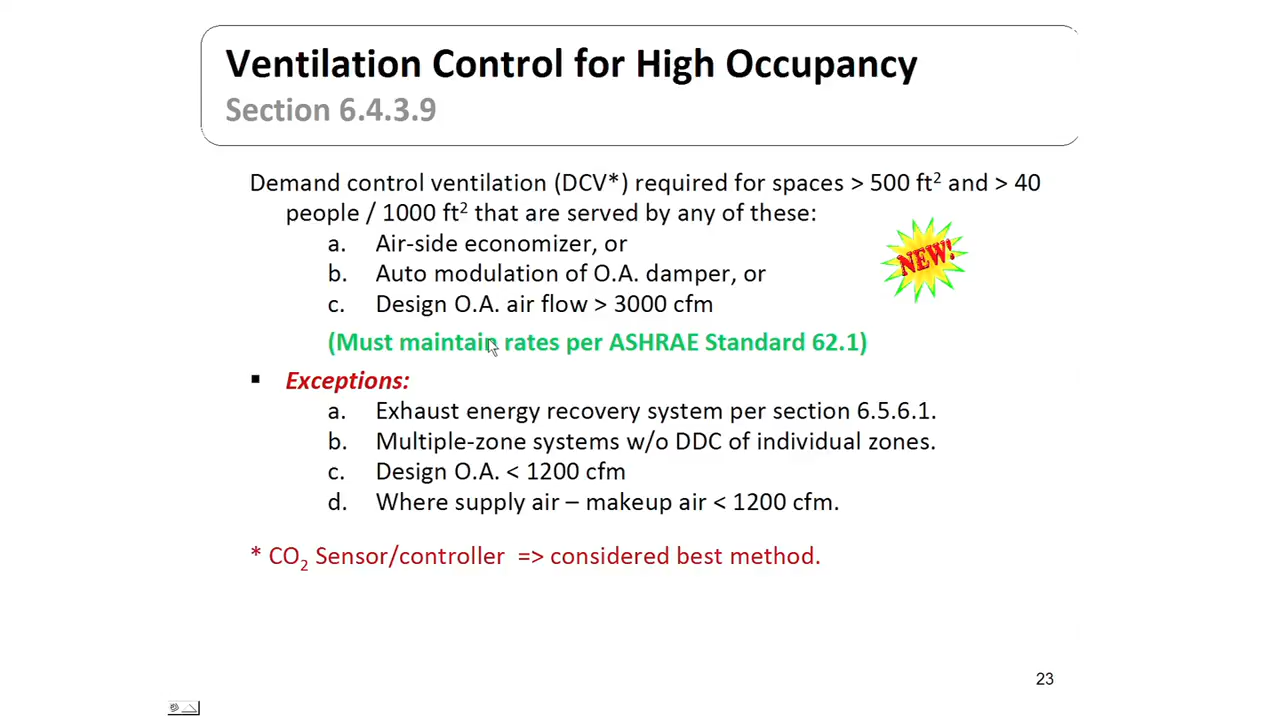 Ventilation Control for High Occupancy
Section 6.4.3.9
Demand control ventilation (DCV*) required for spaces > 500 ft² and > 40
people / 1000 ft² that are served by any of these:
a. Air-side economizer, or
b. Auto modulation of O.A. damper, or
NEW!
c. Design O.A. air flow > 3000 cfm
(Must maintain rates per ASHRAE Standard 62.1)
▪ Exceptions:
a. Exhaust energy recovery system per section 6.5.6.1.
b. Multiple-zone systems w/o DDC of individual zones.
c. Design O.A. < 1200 cfm
d. Where supply air – makeup air < 1200 cfm.
* CO₂ Sensor/controller => considered best method.
23